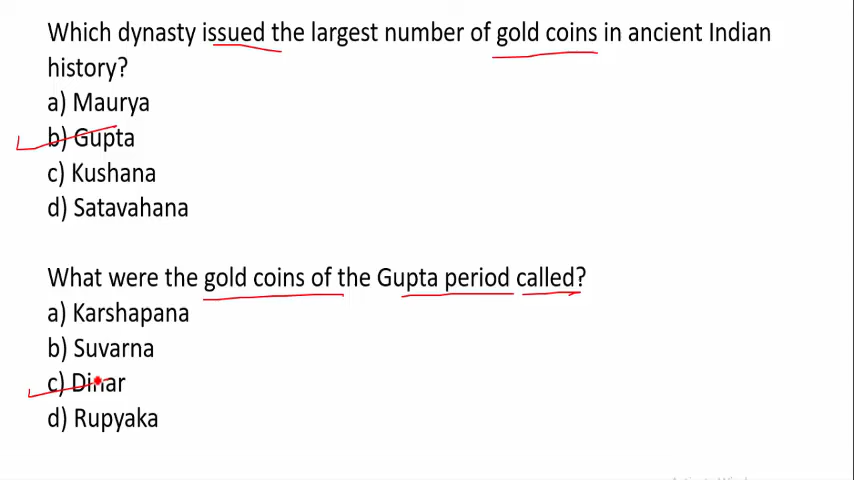 Which dynasty issued the largest number of gold coins in ancient Indian
history?
a) Maurya
b) Gupta
c) Kushana
d) Satavahana
What were the gold coins of the Gupta period called?
a) Karshapana
b) Suvarna
c) Dinar
d) Rupyaka